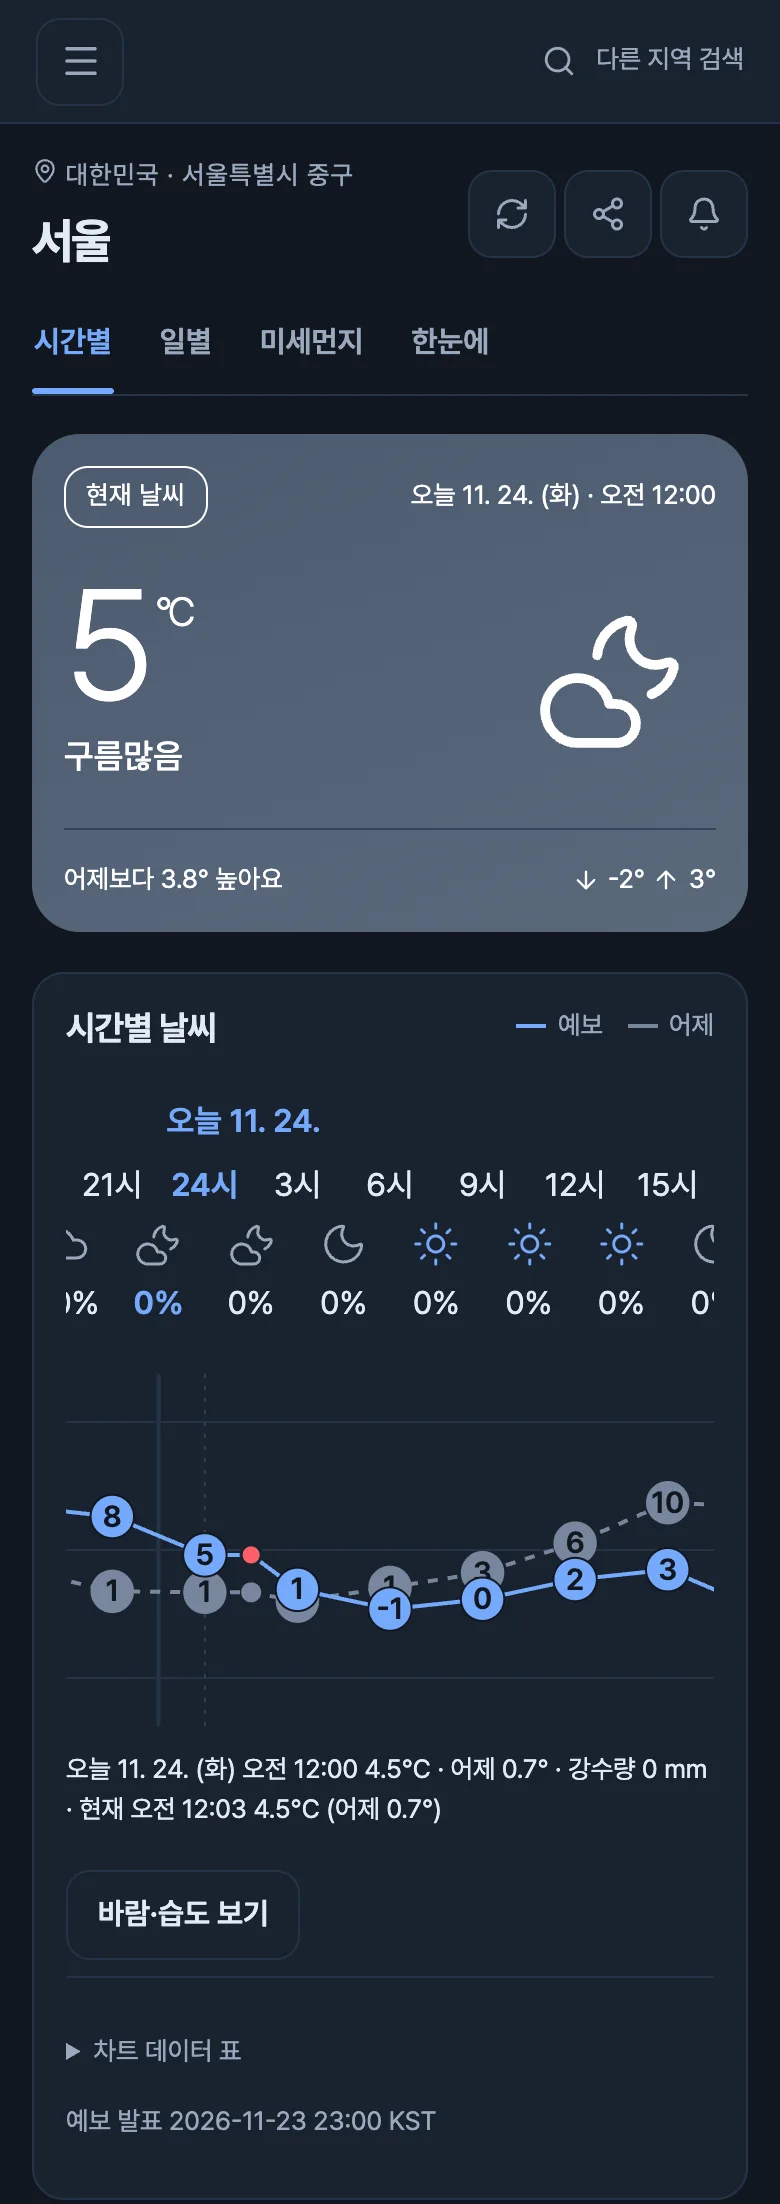 다른 지역 검색
대한민국 · 서울특별시 중구
서울
시간별 일별 미세먼지 한눈에
현재 날씨 오늘 11. 24. (화) · 오전 12:00
5℃
구름많음
어제보다 3.8° 높아요 ↓ -2° ↑ 3°
시간별 날씨 예보 어제
오늘 11. 24.
21시 24시 3시 6시 9시 12시 15시
0% 0% 0% 0% 0% 0%
10
8
6
5
3
3
2
1 1 1 1
0
-1
오늘 11. 24. (화) 오전 12:00 4.5°C · 어제 0.7° · 강수량 0 mm
· 현재 오전 12:03 4.5°C (어제 0.7°)
바람·습도 보기
▶ 차트 데이터 표
예보 발표 2026-11-23 23:00 KST